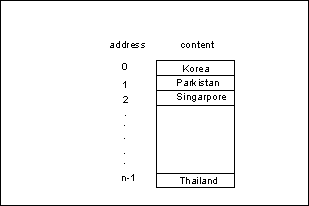 address content
0 Korea
1 Parkistan
2 Singarpore
.
.
.
.
n-1 Thailand